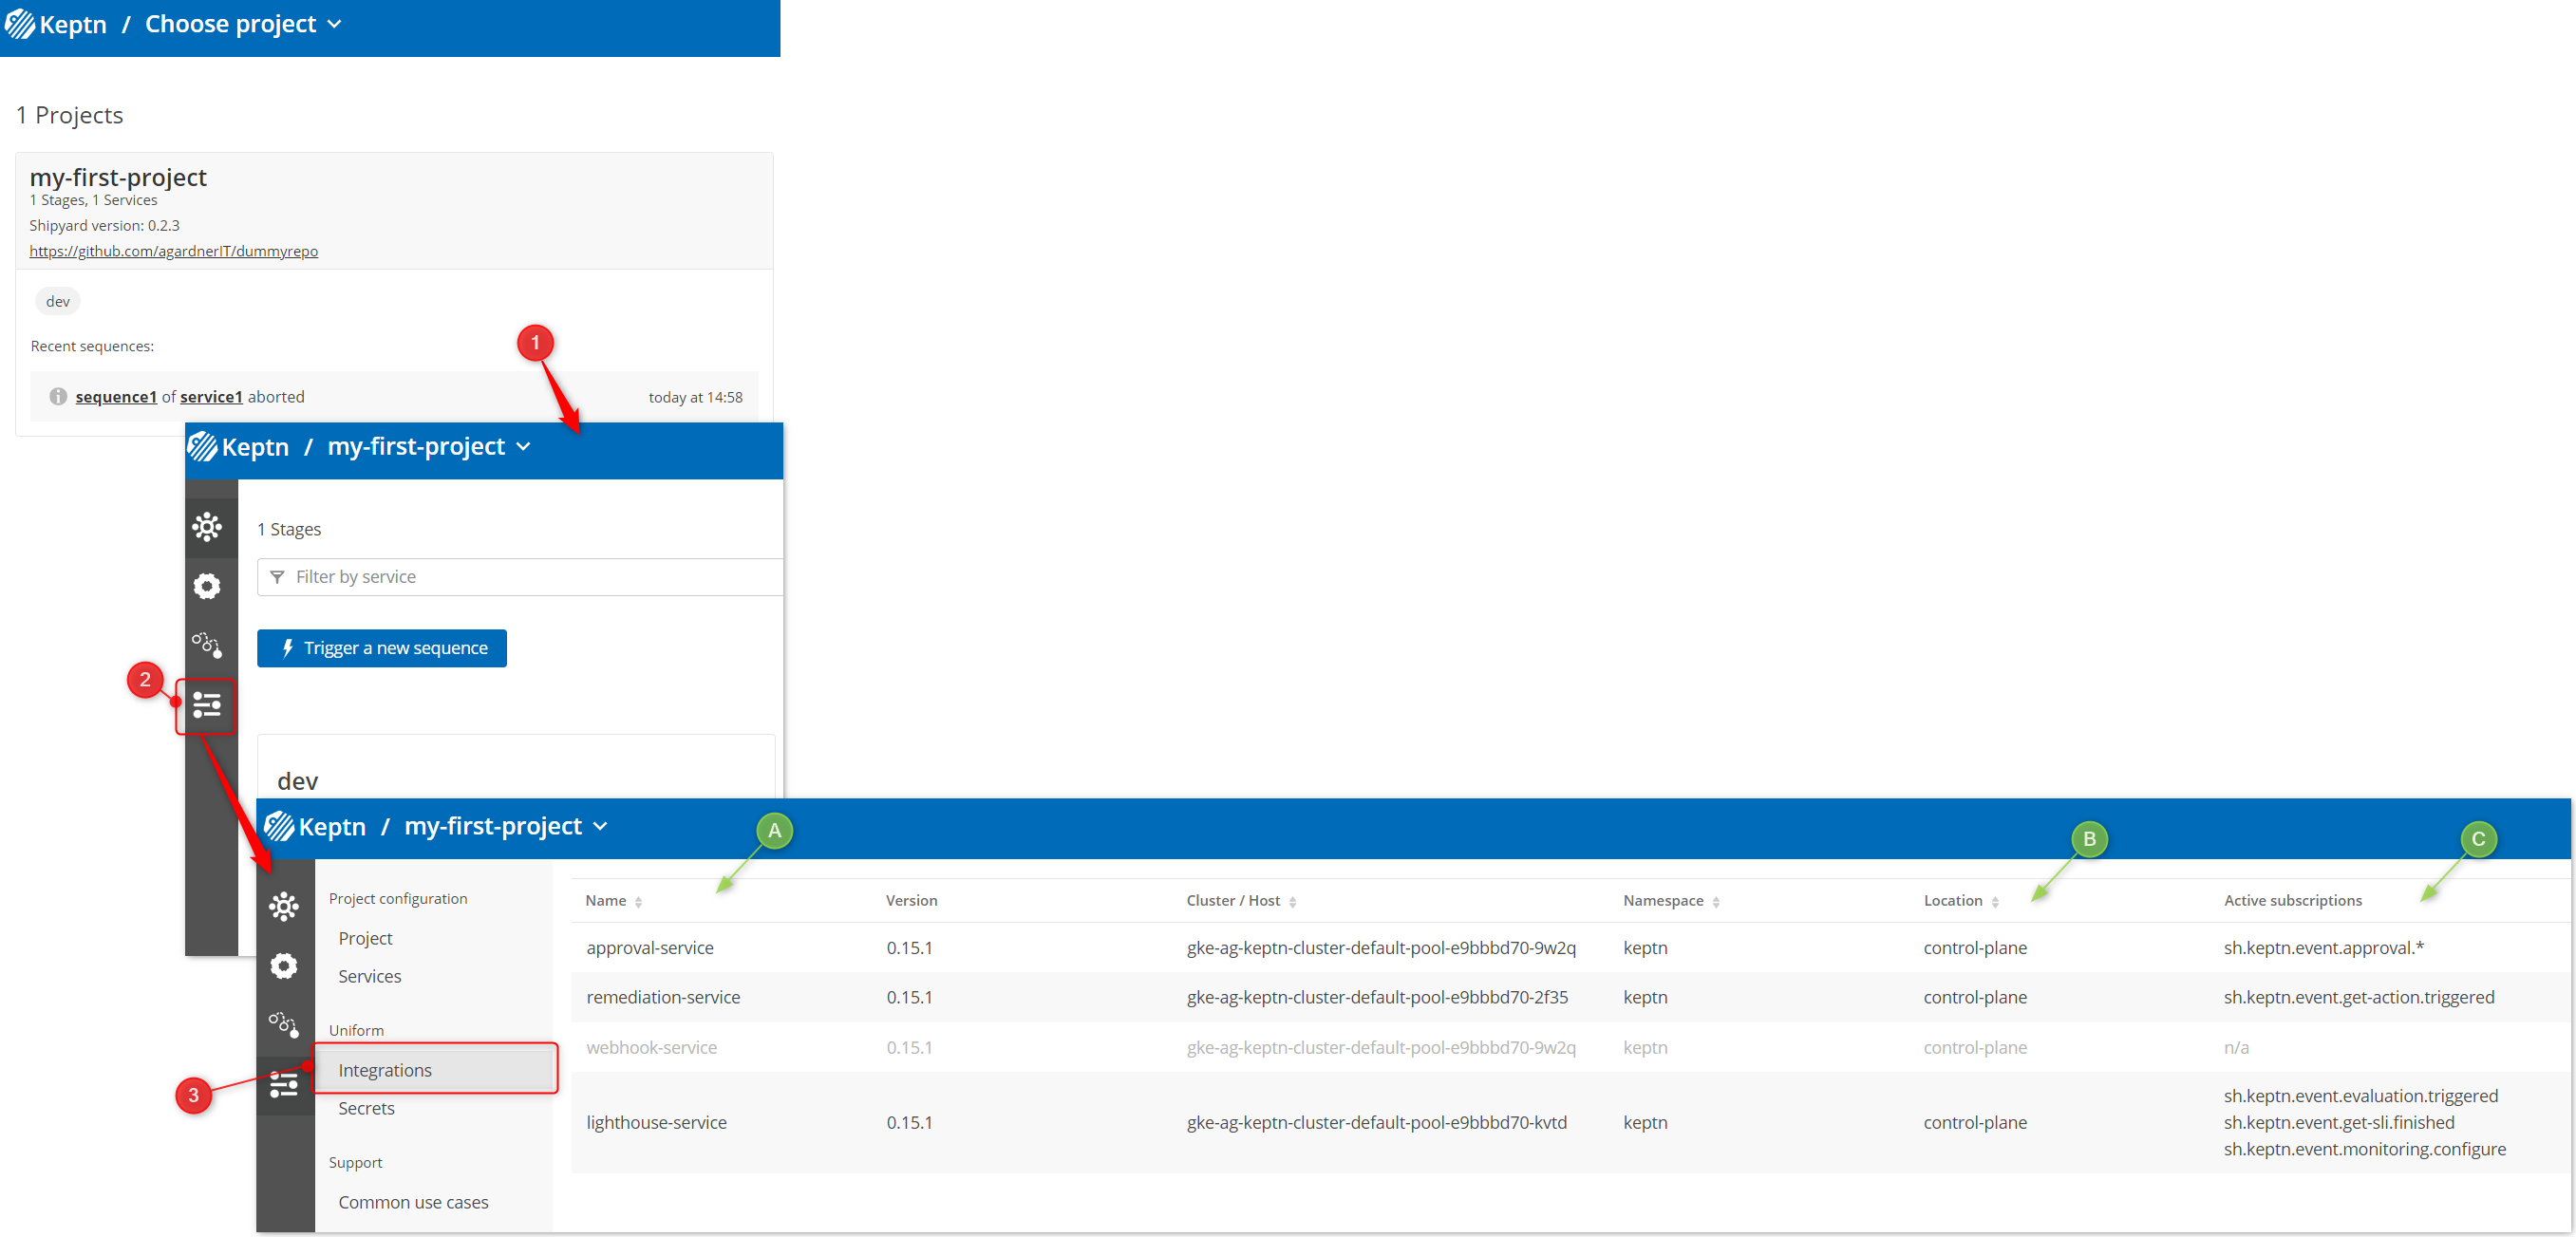 Keptn / Choose project
1 Projects
my-first-project
1 Stages, 1 Services
Shipyard version: 0.2.3
https://github.com/agardnerIT/dummyrepo
dev
Recent sequences:
sequence1 of service1 aborted today at 14:58
1
Keptn / my-first-project
1 Stages
Filter by service
Trigger a new sequence
2
dev
Keptn / my-first-project
A
B
C
Project configuration
Project
Services
Uniform
Integrations
3
Secrets
Support
Common use cases
Name Version Cluster / Host Namespace Location Active subscriptions
approval-service 0.15.1 gke-ag-keptn-cluster-default-pool-e9bbbd70-9w2q keptn control-plane sh.keptn.event.approval.*
remediation-service 0.15.1 gke-ag-keptn-cluster-default-pool-e9bbbd70-2f35 keptn control-plane sh.keptn.event.get-action.triggered
webhook-service 0.15.1 gke-ag-keptn-cluster-default-pool-e9bbbd70-9w2q keptn control-plane n/a
lighthouse-service 0.15.1 gke-ag-keptn-cluster-default-pool-e9bbbd70-kvtd keptn control-plane sh.keptn.event.evaluation.triggered
sh.keptn.event.get-sli.finished
sh.keptn.event.monitoring.configure